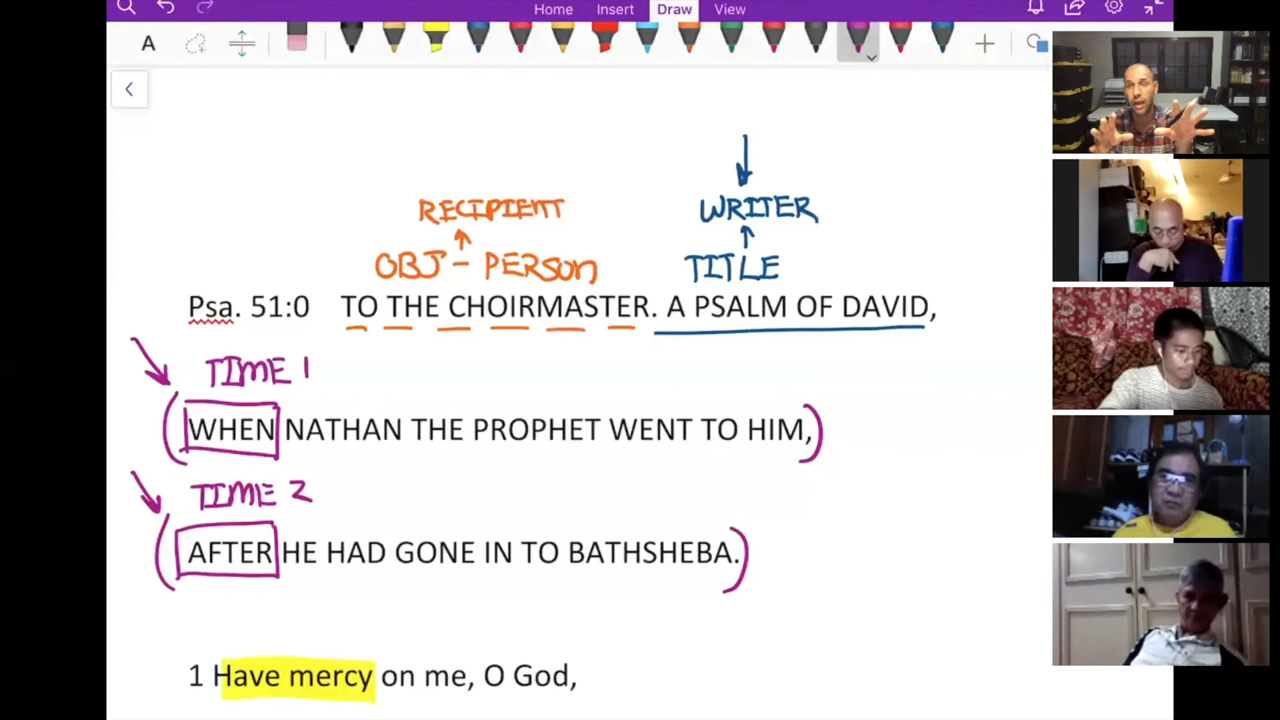 Home Insert Draw View
A
RECIPIENT WRITER
OBJ - PERSON TITLE
Psa. 51:0 TO THE CHOIRMASTER. A PSALM OF DAVID,
TIME 1
(WHEN NATHAN THE PROPHET WENT TO HIM,)
TIME 2
(AFTER HE HAD GONE IN TO BATHSHEBA.)
1 Have mercy on me, O God,